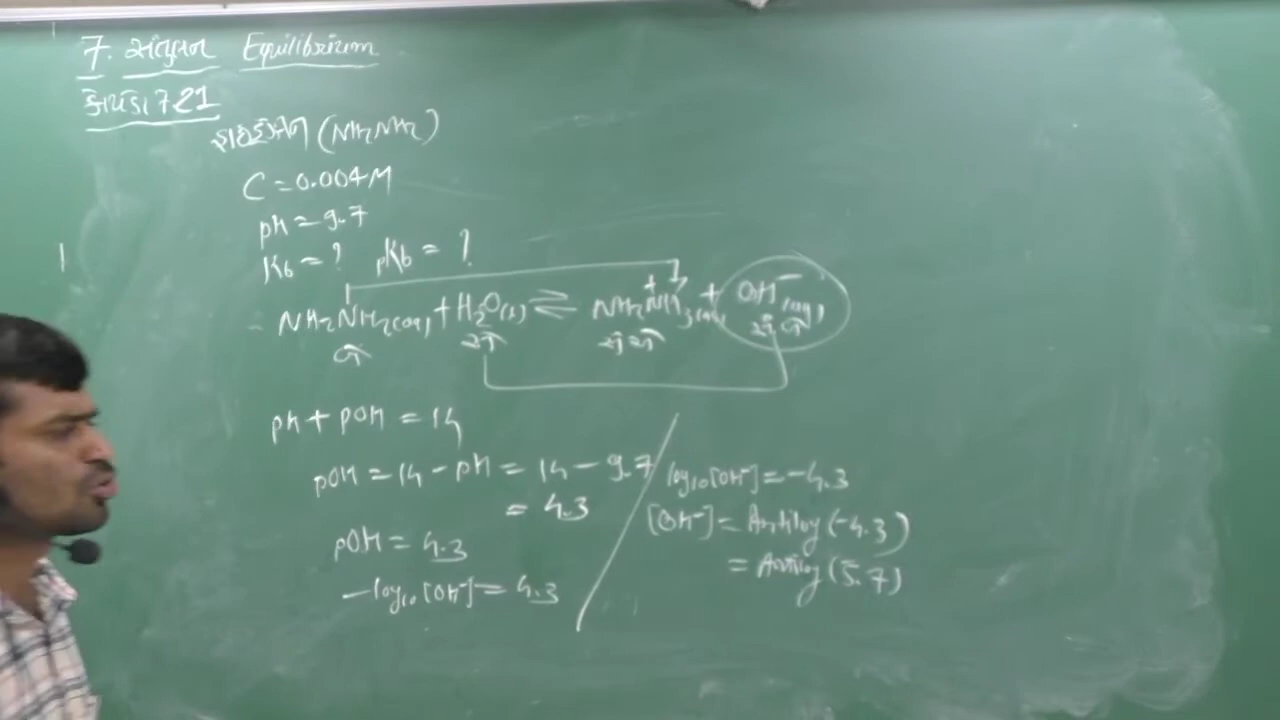 7. સંતુલન Equilibrium
કોયડો 7.21
હાઇડ્રેઝીન (NH₂NH₂)
C = 0.004M
pH = 9.7
Kb = ? pKb = ?
NH₂NH₂(aq) + H₂O(l) ⇌ NH₂NH₃⁺(aq) + OH⁻(aq)
pH + pOH = 14
pOH = 14 - pH = 14 - 9.7
= 4.3
pOH = 4.3
-log₁₀[OH⁻] = 4.3
log₁₀[OH⁻] = -4.3
[OH⁻] = Antilog(-4.3)
= Antilog(5̄.7)